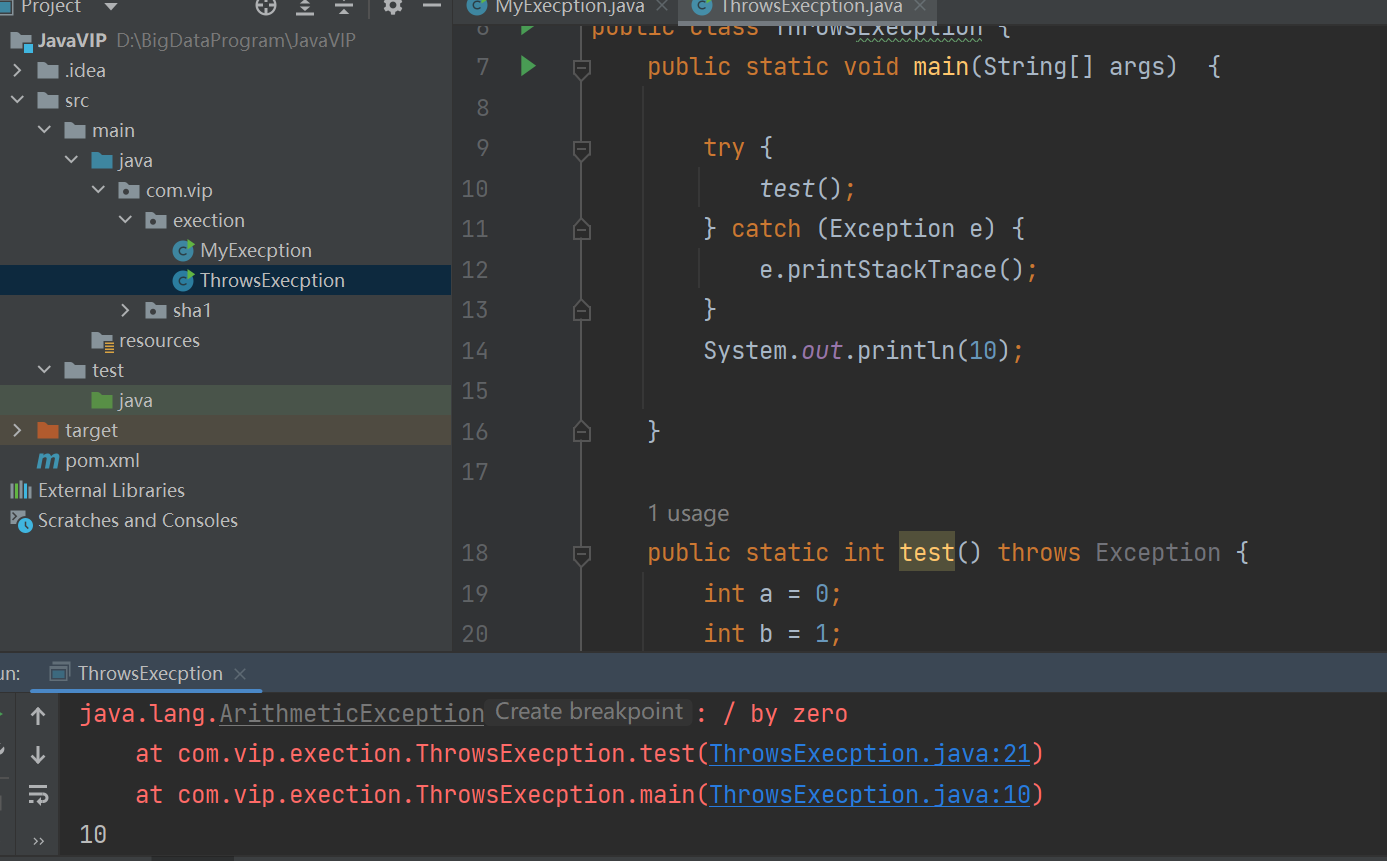 Project
JavaVIP D:\BigDataProgram\JavaVIP
.idea
src
main
java
com.vip
exection
MyExecption
ThrowsExecption
sha1
resources
test
java
target
pom.xml
External Libraries
Scratches and Consoles
MyExecption.java
ThrowsExecption.java
6 public class ThrowsExecption {
7 public static void main(String[] args) {
8
9 try {
10 test();
11 } catch (Exception e) {
12 e.printStackTrace();
13 }
14 System.out.println(10);
15
16 }
17
1 usage
18 public static int test() throws Exception {
19 int a = 0;
20 int b = 1;
un: ThrowsExecption
java.lang.ArithmeticException Create breakpoint : / by zero
at com.vip.exection.ThrowsExecption.test(ThrowsExecption.java:21)
at com.vip.exection.ThrowsExecption.main(ThrowsExecption.java:10)
10